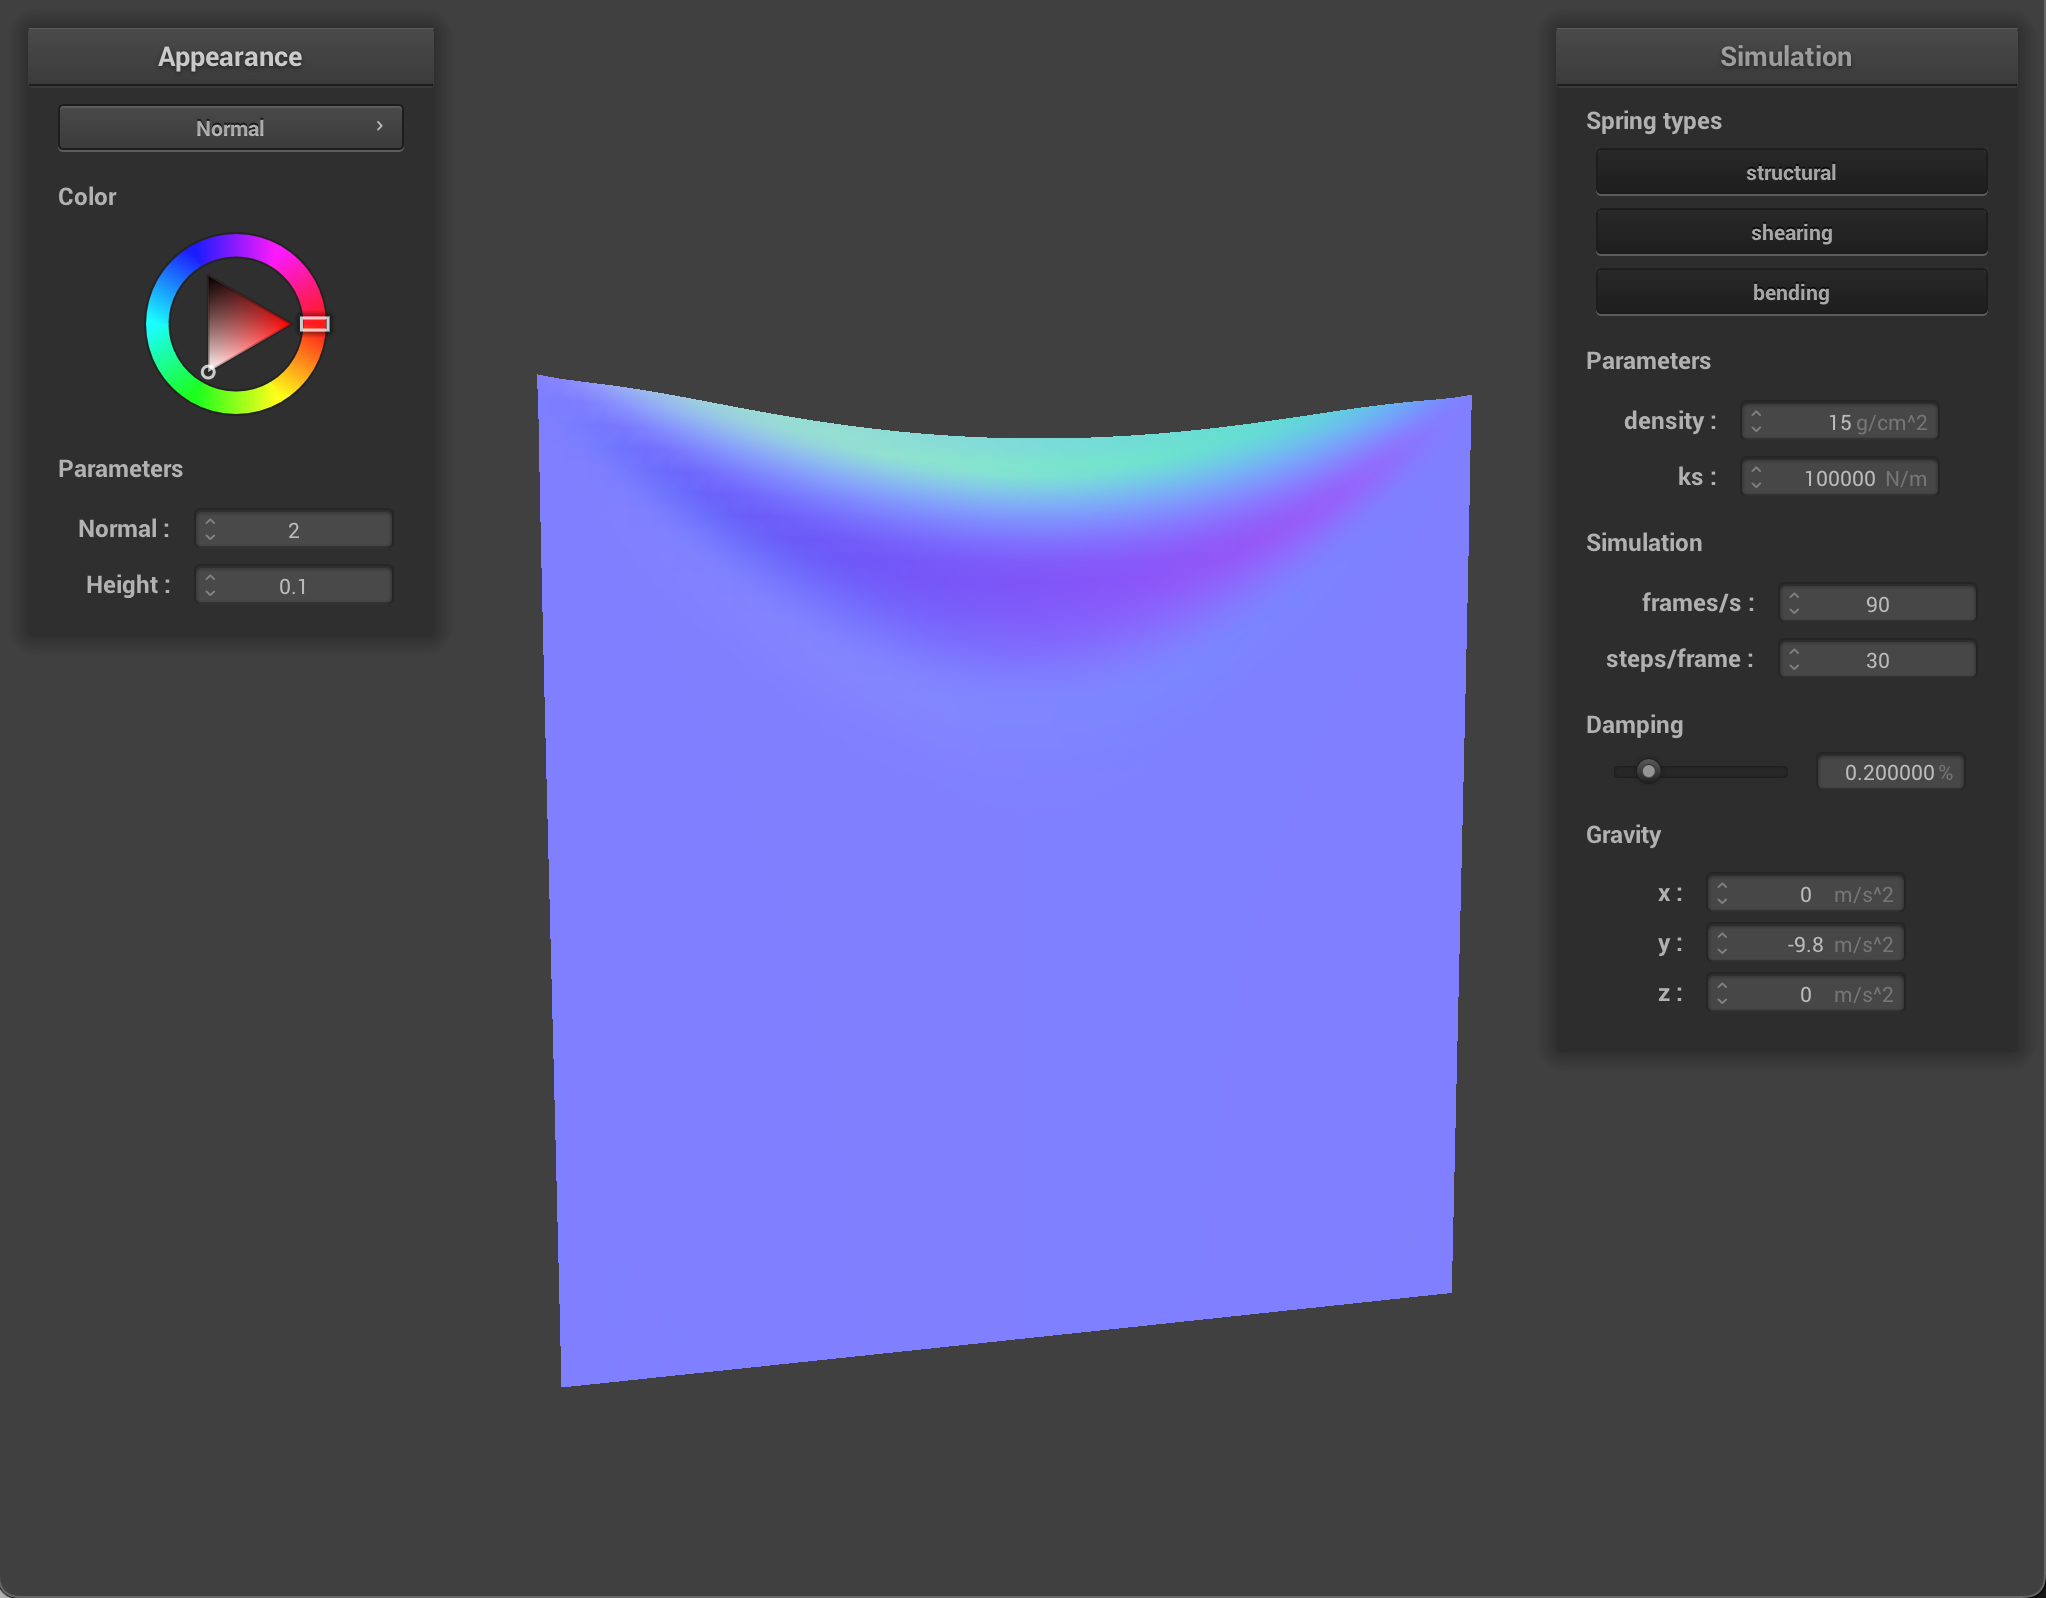 Appearance
Normal
Color
Parameters
Normal : 2
Height : 0.1
Simulation
Spring types
structural
shearing
bending
Parameters
density : 15 g/cm^2
ks : 100000 N/m
Simulation
frames/s : 90
steps/frame : 30
Damping
0.200000 %
Gravity
x : 0 m/s^2
y : -9.8 m/s^2
z : 0 m/s^2